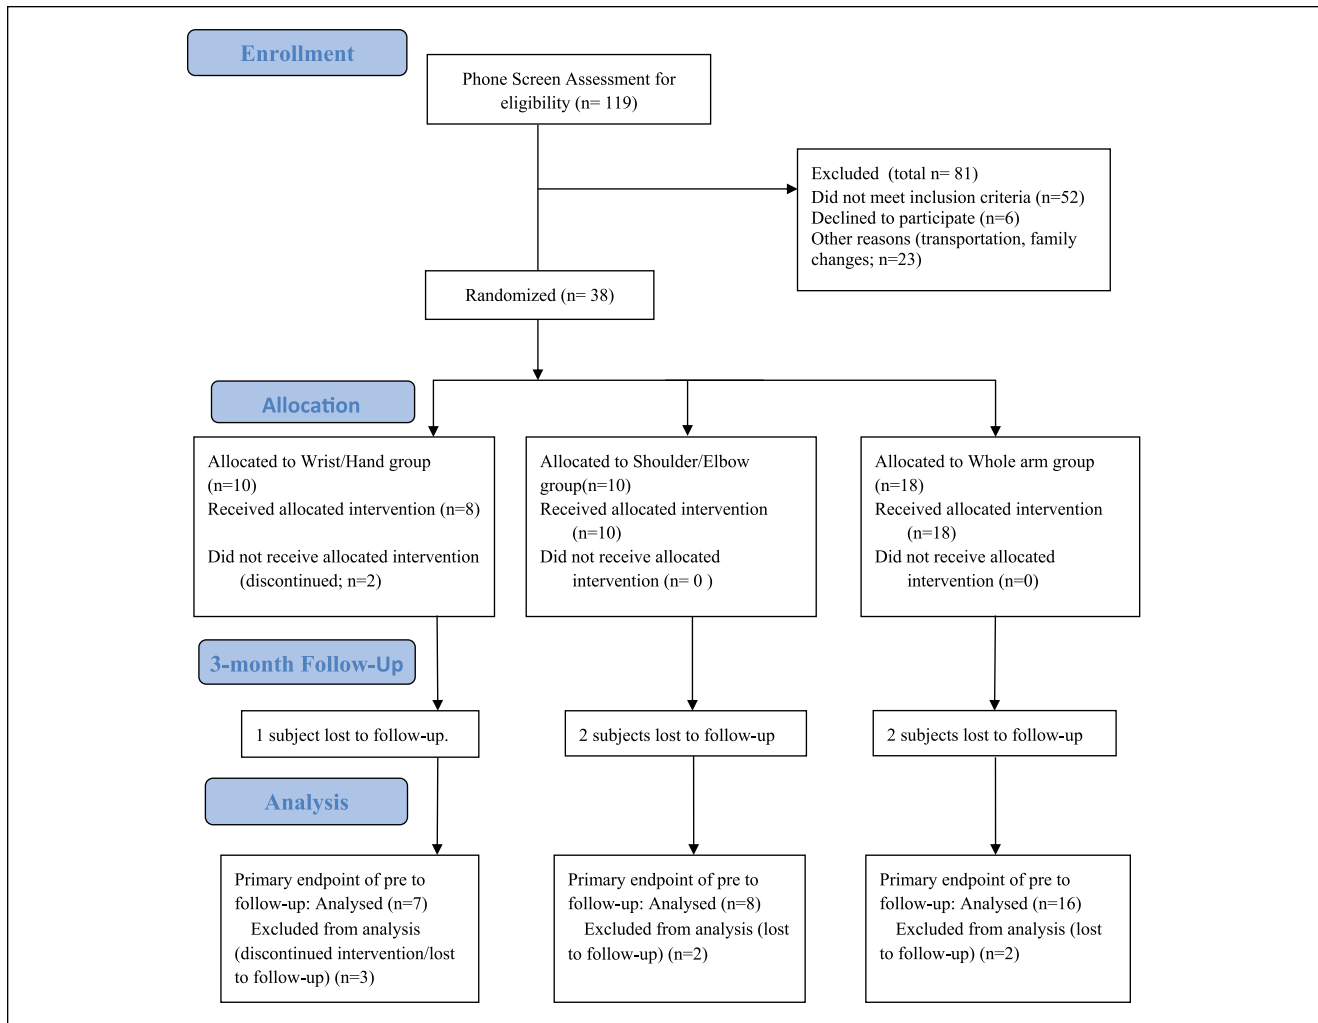 Enrollment
Phone Screen Assessment for
eligibility (n= 119)
Excluded (total n= 81)
Did not meet inclusion criteria (n=52)
Declined to participate (n=6)
Other reasons (transportation, family
changes; n=23)
Randomized (n= 38)
Allocation
Allocated to Wrist/Hand group
(n=10)
Received allocated intervention (n=8)
Did not receive allocated intervention
(discontinued; n=2)
Allocated to Shoulder/Elbow
group(n=10)
Received allocated intervention
(n=10)
Did not receive allocated
intervention (n= 0 )
Allocated to Whole arm group
(n=18)
Received allocated intervention
(n=18)
Did not receive allocated
intervention (n=0)
3-month Follow-Up
1 subject lost to follow-up.
2 subjects lost to follow-up
2 subjects lost to follow-up
Analysis
Primary endpoint of pre to
follow-up: Analysed (n=7)
Excluded from analysis
(discontinued intervention/lost
to follow-up) (n=3)
Primary endpoint of pre to
follow-up: Analysed (n=8)
Excluded from analysis (lost
to follow-up) (n=2)
Primary endpoint of pre to
follow-up: Analysed (n=16)
Excluded from analysis (lost
to follow-up) (n=2)